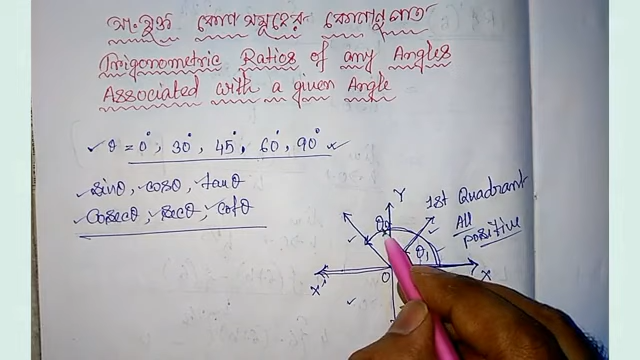 সংযুক্ত কোণ সমূহের কোণানুপাত
Trigonometric Ratios of any Angles
Associated with a given Angle
✓ θ = 0°, 30°, 45°, 60°, 90°
✓ sinθ, ✓ cosθ, ✓ tanθ
✓ Cosecθ, ✓ secθ, ✓ cotθ
Y
1st Quadrant
All
positive
θ₂
θ₁
X'
O
X